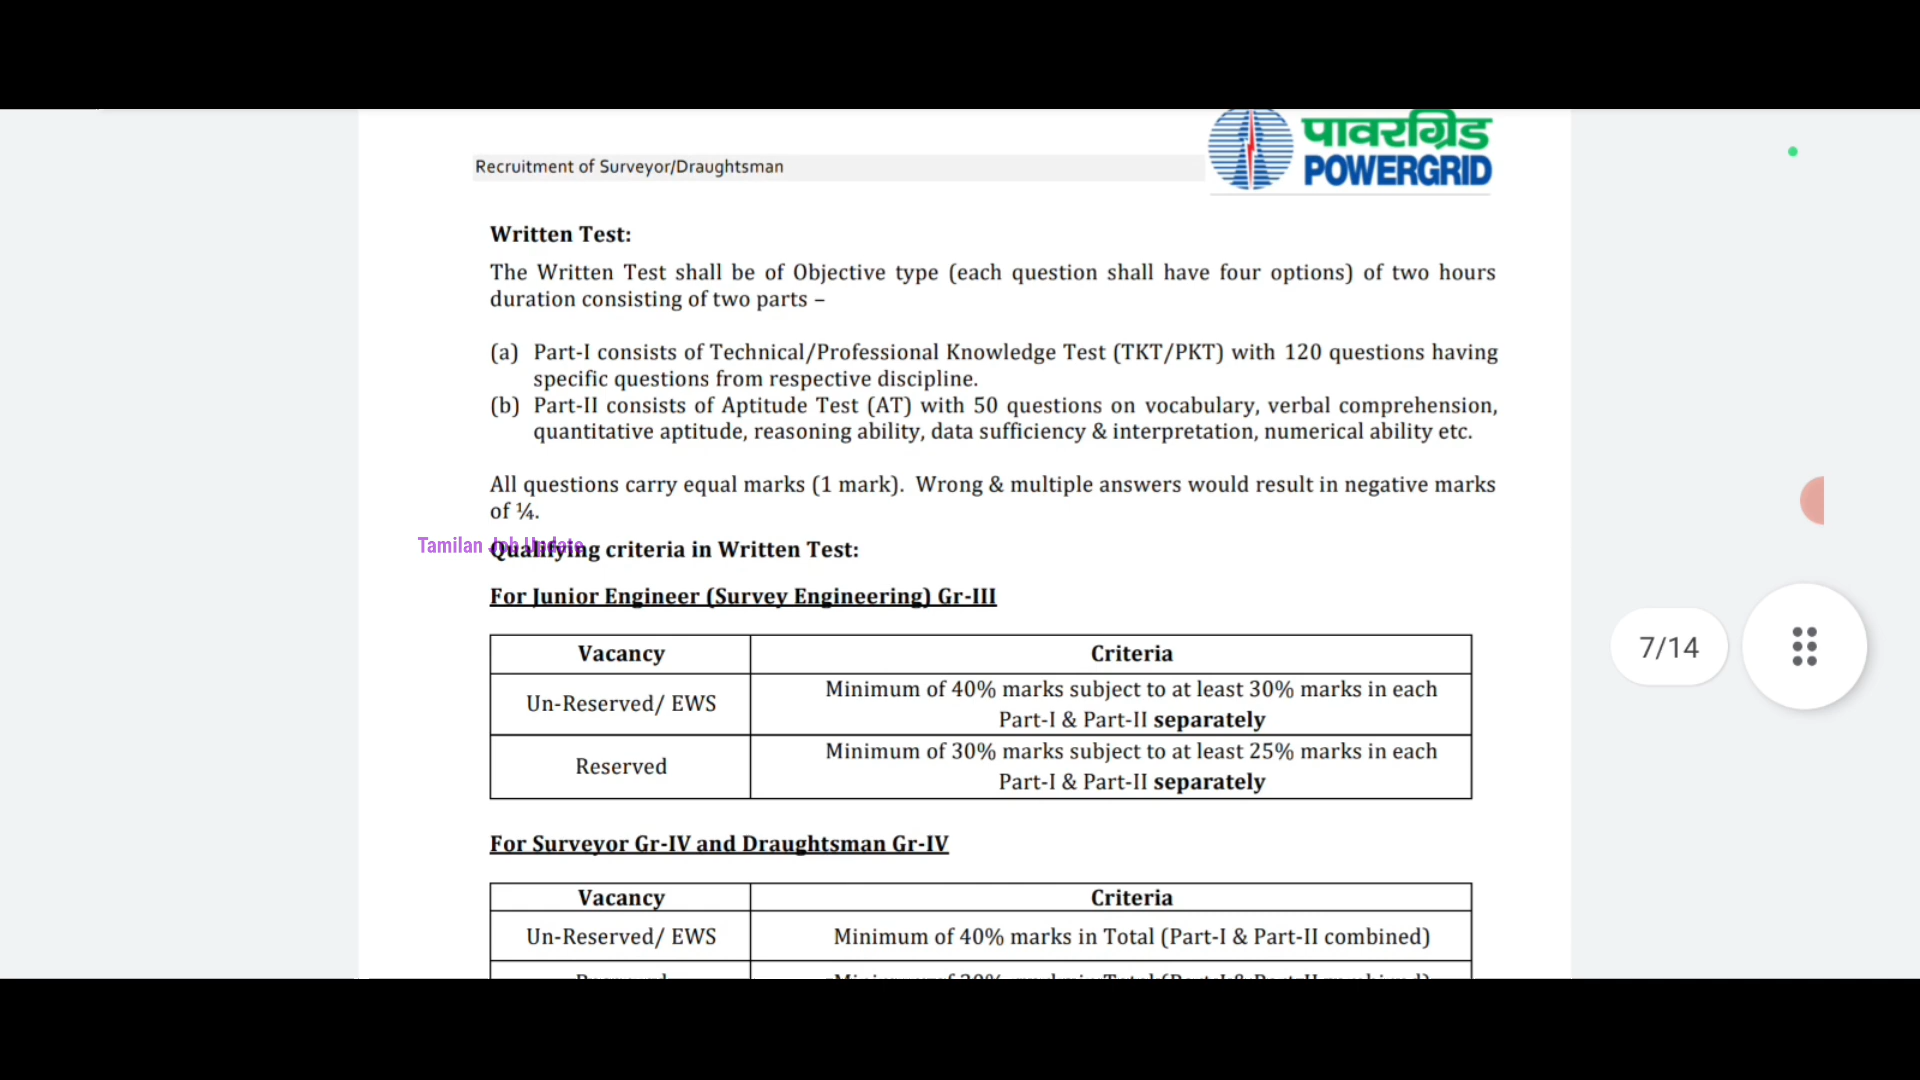 पावरग्रिड
POWERGRID
Recruitment of Surveyor/Draughtsman
Written Test:
The Written Test shall be of Objective type (each question shall have four options) of two hours
duration consisting of two parts –
(a) Part-I consists of Technical/Professional Knowledge Test (TKT/PKT) with 120 questions having
specific questions from respective discipline.
(b) Part-II consists of Aptitude Test (AT) with 50 questions on vocabulary, verbal comprehension,
quantitative aptitude, reasoning ability, data sufficiency & interpretation, numerical ability etc.
All questions carry equal marks (1 mark). Wrong & multiple answers would result in negative marks
of ¼.
Tamilan Job Update
Qualifying criteria in Written Test:
For Junior Engineer (Survey Engineering) Gr-III
Vacancy Criteria
Un-Reserved/ EWS Minimum of 40% marks subject to at least 30% marks in each
Part-I & Part-II separately
Reserved Minimum of 30% marks subject to at least 25% marks in each
Part-I & Part-II separately
7/14
For Surveyor Gr-IV and Draughtsman Gr-IV
Vacancy Criteria
Un-Reserved/ EWS Minimum of 40% marks in Total (Part-I & Part-II combined)